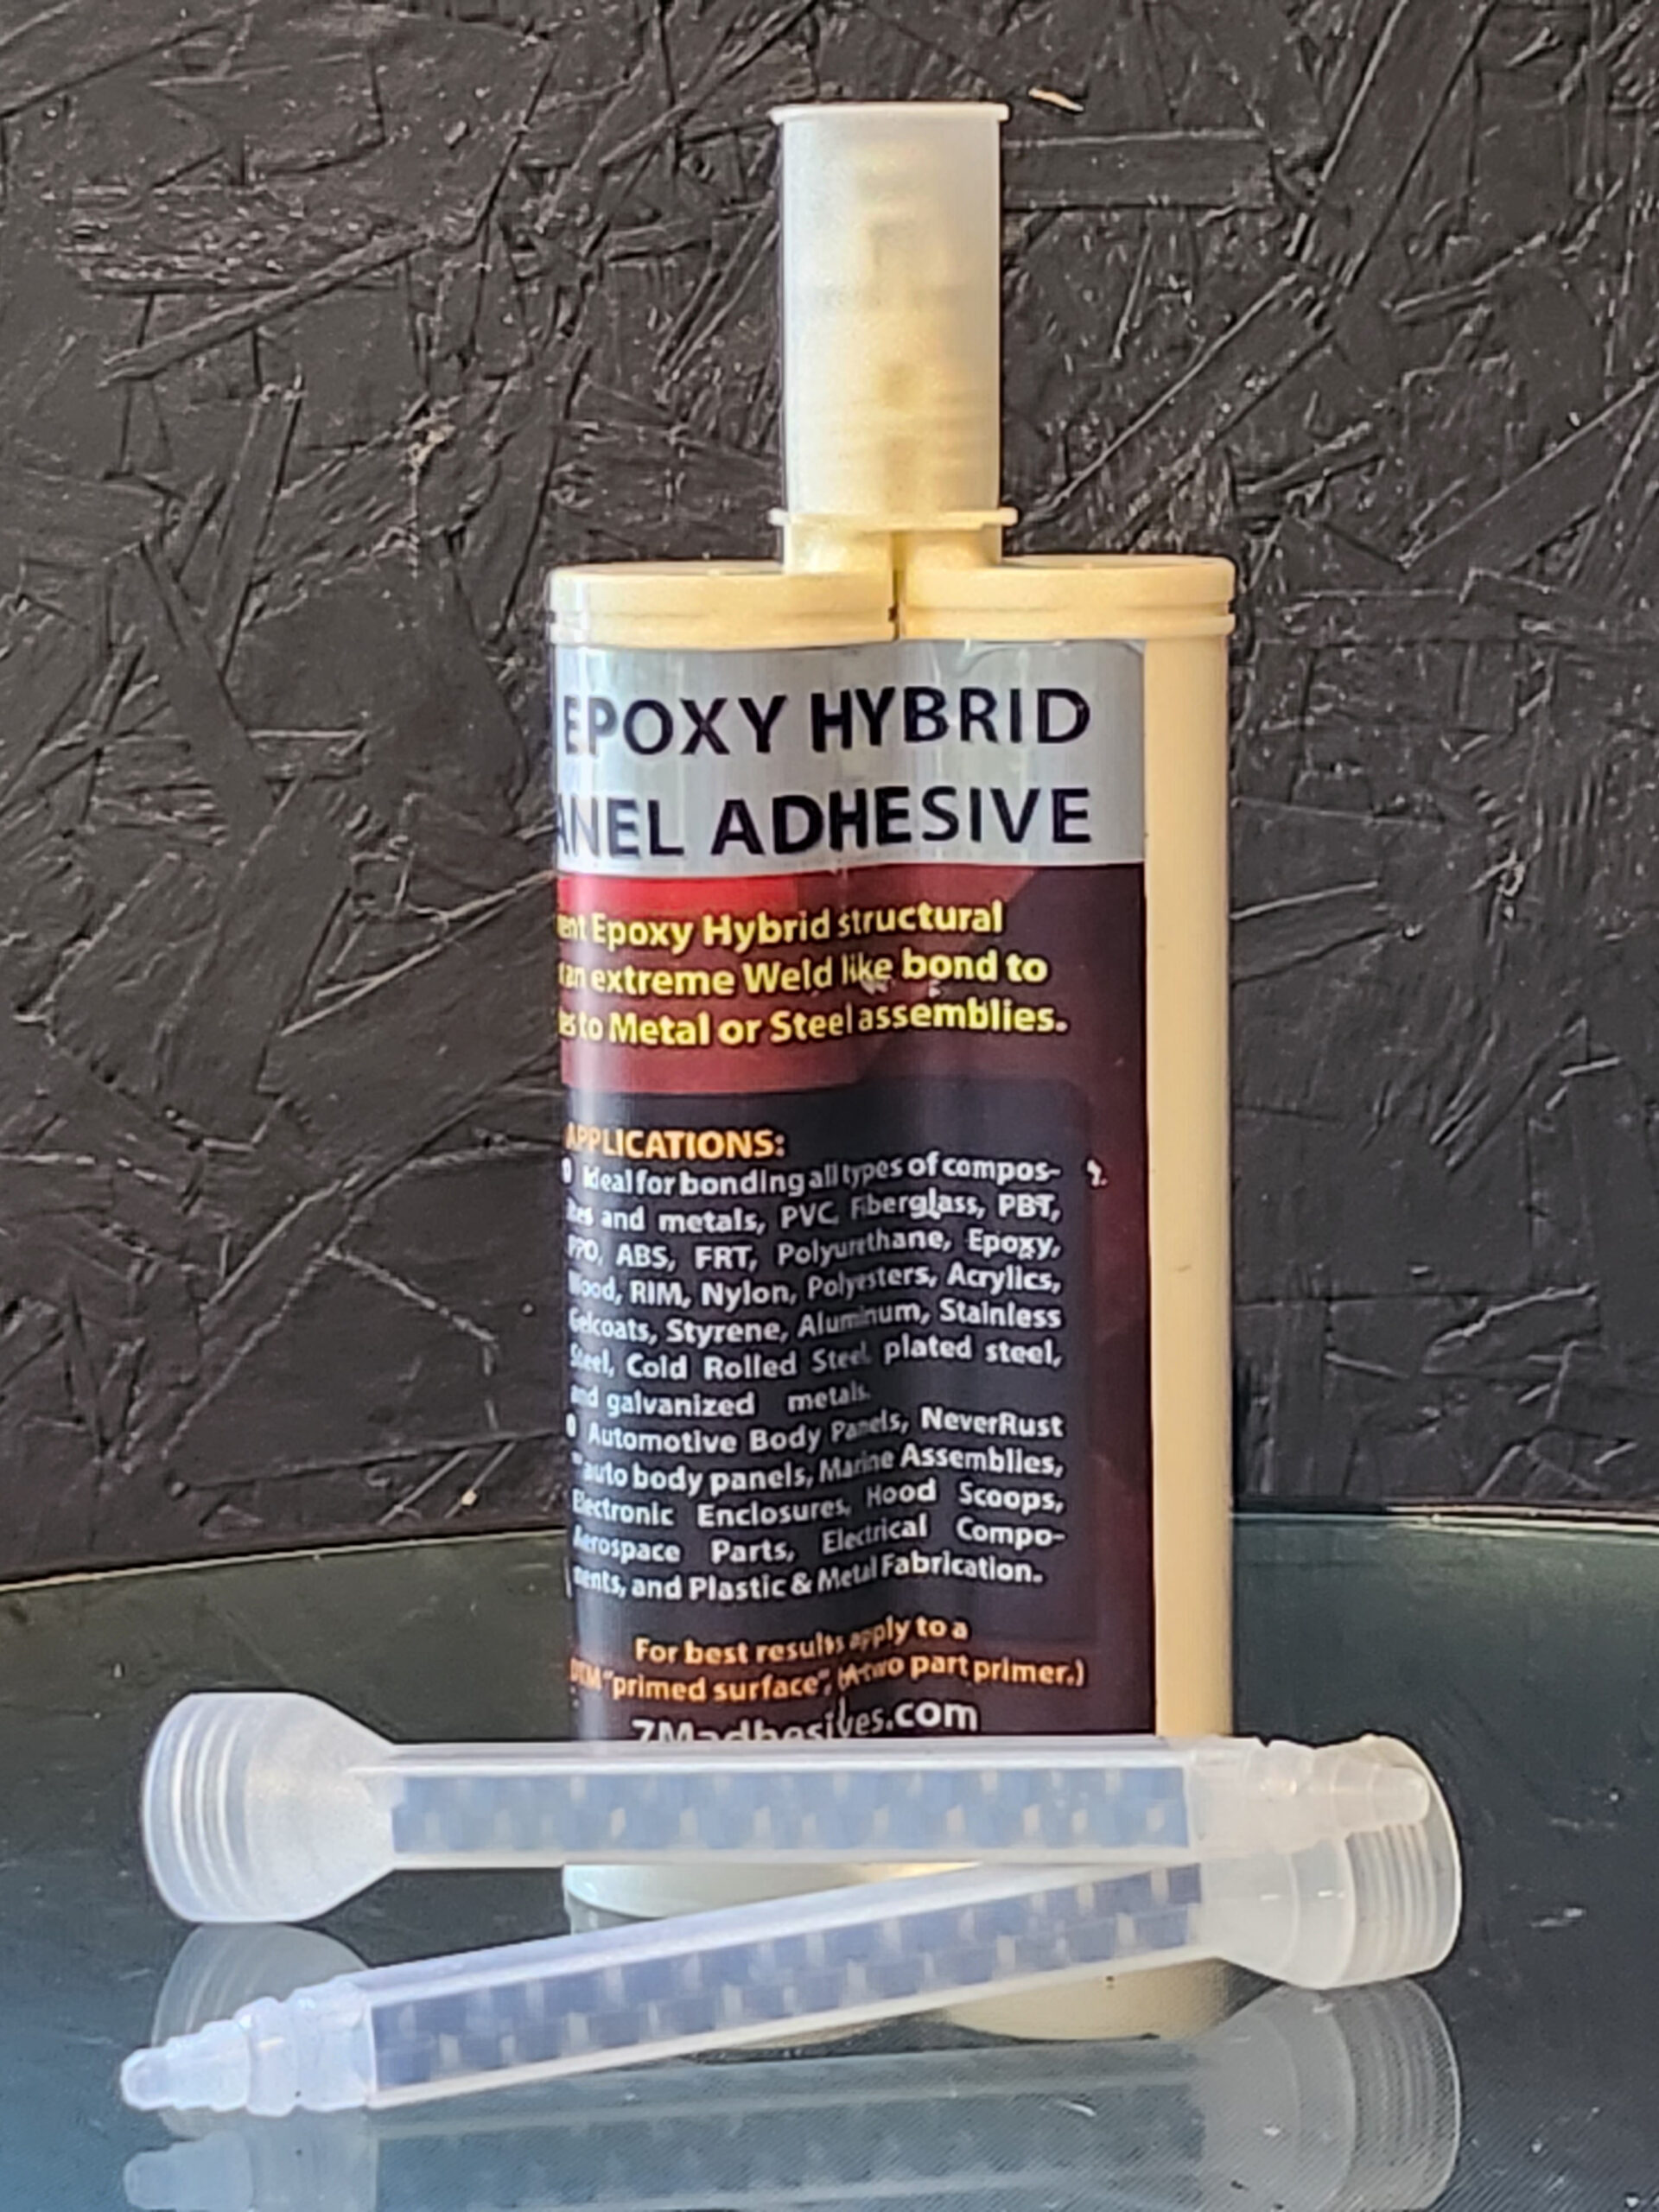 EPOXY HYBRID
ANEL ADHESIVE
ent Epoxy Hybrid structural
an extreme Weld like bond to
es to Metal or Steel assemblies.
APPLICATIONS:
Ideal for bonding all types of compos-
ites and metals, PVC, Fiberglass, PBT,
PPO, ABS, FRT, Polyurethane, Epoxy,
Wood, RIM, Nylon, Polyesters, Acrylics,
Gelcoats, Styrene, Aluminum, Stainless
Steel, Cold Rolled Steel, plated steel,
and galvanized metals.
Automotive Body Panels, NeverRust
"auto body panels, Marine Assemblies,
Electronic Enclosures, Hood Scoops,
Aerospace Parts, Electrical Compo-
nents, and Plastic & Metal Fabrication.
For best results apply to a
DTM "primed surface", (A two part primer.)
7Madhesives.com